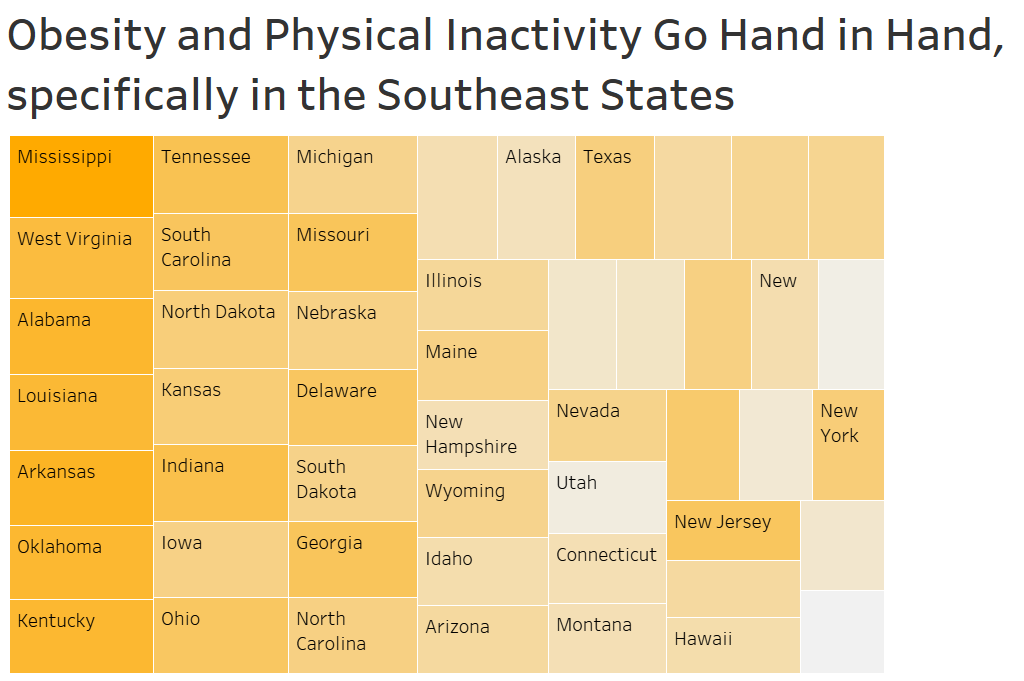 Obesity and Physical Inactivity Go Hand in Hand,
specifically in the Southeast States
Mississippi
West Virginia
Alabama
Louisiana
Arkansas
Oklahoma
Kentucky
Tennessee
South
Carolina
North Dakota
Kansas
Indiana
Iowa
Ohio
Michigan
Missouri
Nebraska
Delaware
South
Dakota
Georgia
North
Carolina
Alaska
Texas
Illinois
Maine
New
Hampshire
Wyoming
Idaho
Arizona
New
Nevada
Utah
Connecticut
Montana
New
York
New Jersey
Hawaii